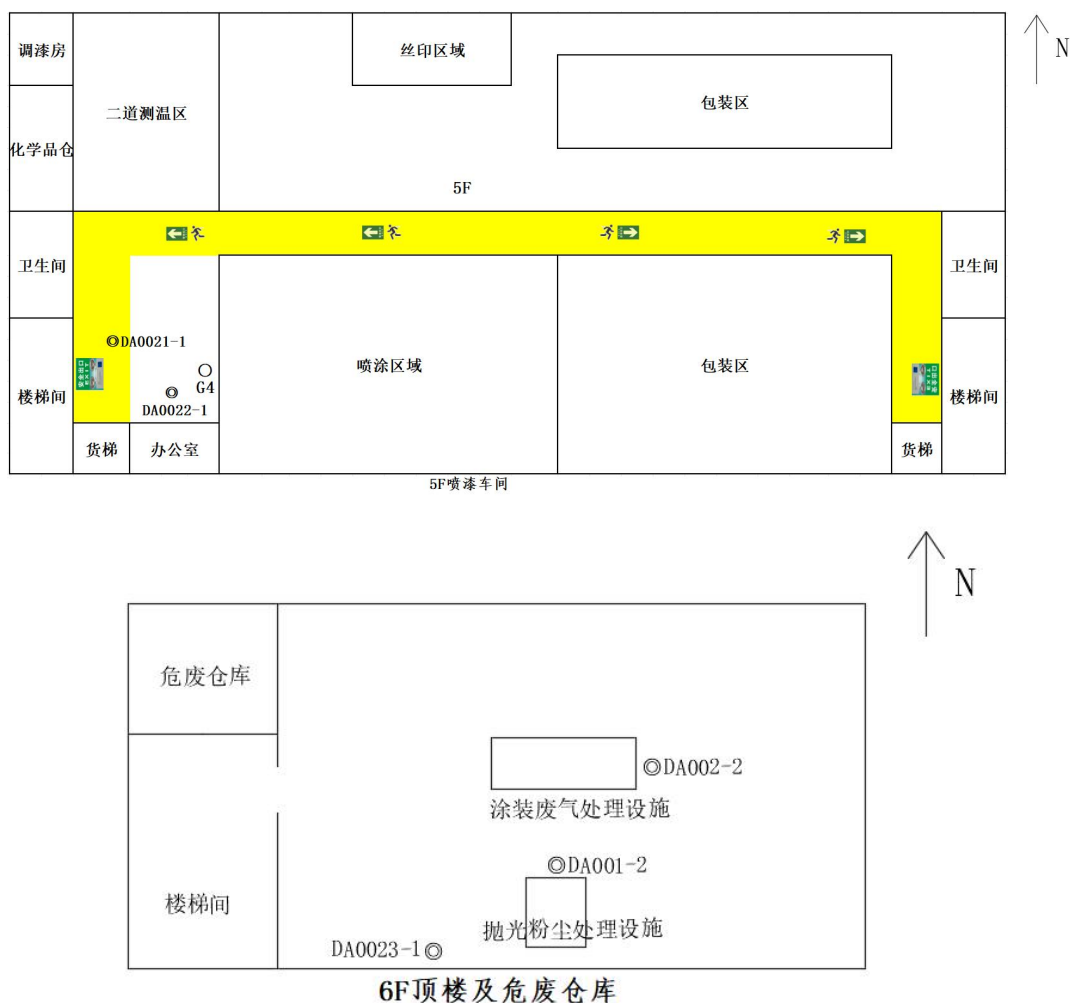 调漆房
丝印区域
N
二道测温区
包装区
化学品仓
5F
卫生间
卫生间
◎DA0021-1
喷涂区域
包装区
○
G4
楼梯间
◎
DA0022-1
楼梯间
货梯
办公室
货梯
5F喷漆车间
N
危废仓库
◎DA002-2
涂装废气处理设施
◎DA001-2
楼梯间
抛光粉尘处理设施
DA0023-1◎
6F顶楼及危废仓库